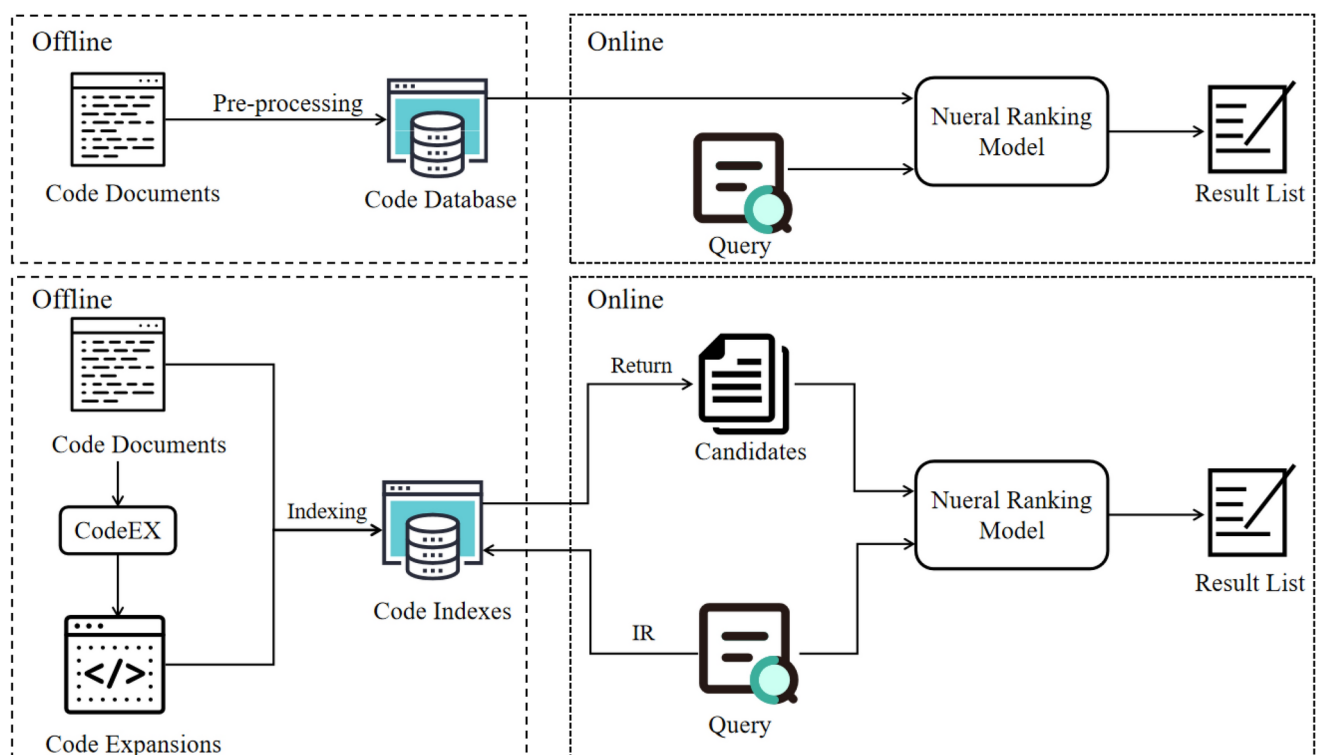 Offline
Code Documents
Pre-processing
Code Database
Online
Query
Nueral Ranking
Model
Result List
Offline
Code Documents
CodeEX
Code Expansions
Indexing
Code Indexes
Online
Return
Candidates
IR
Query
Nueral Ranking
Model
Result List